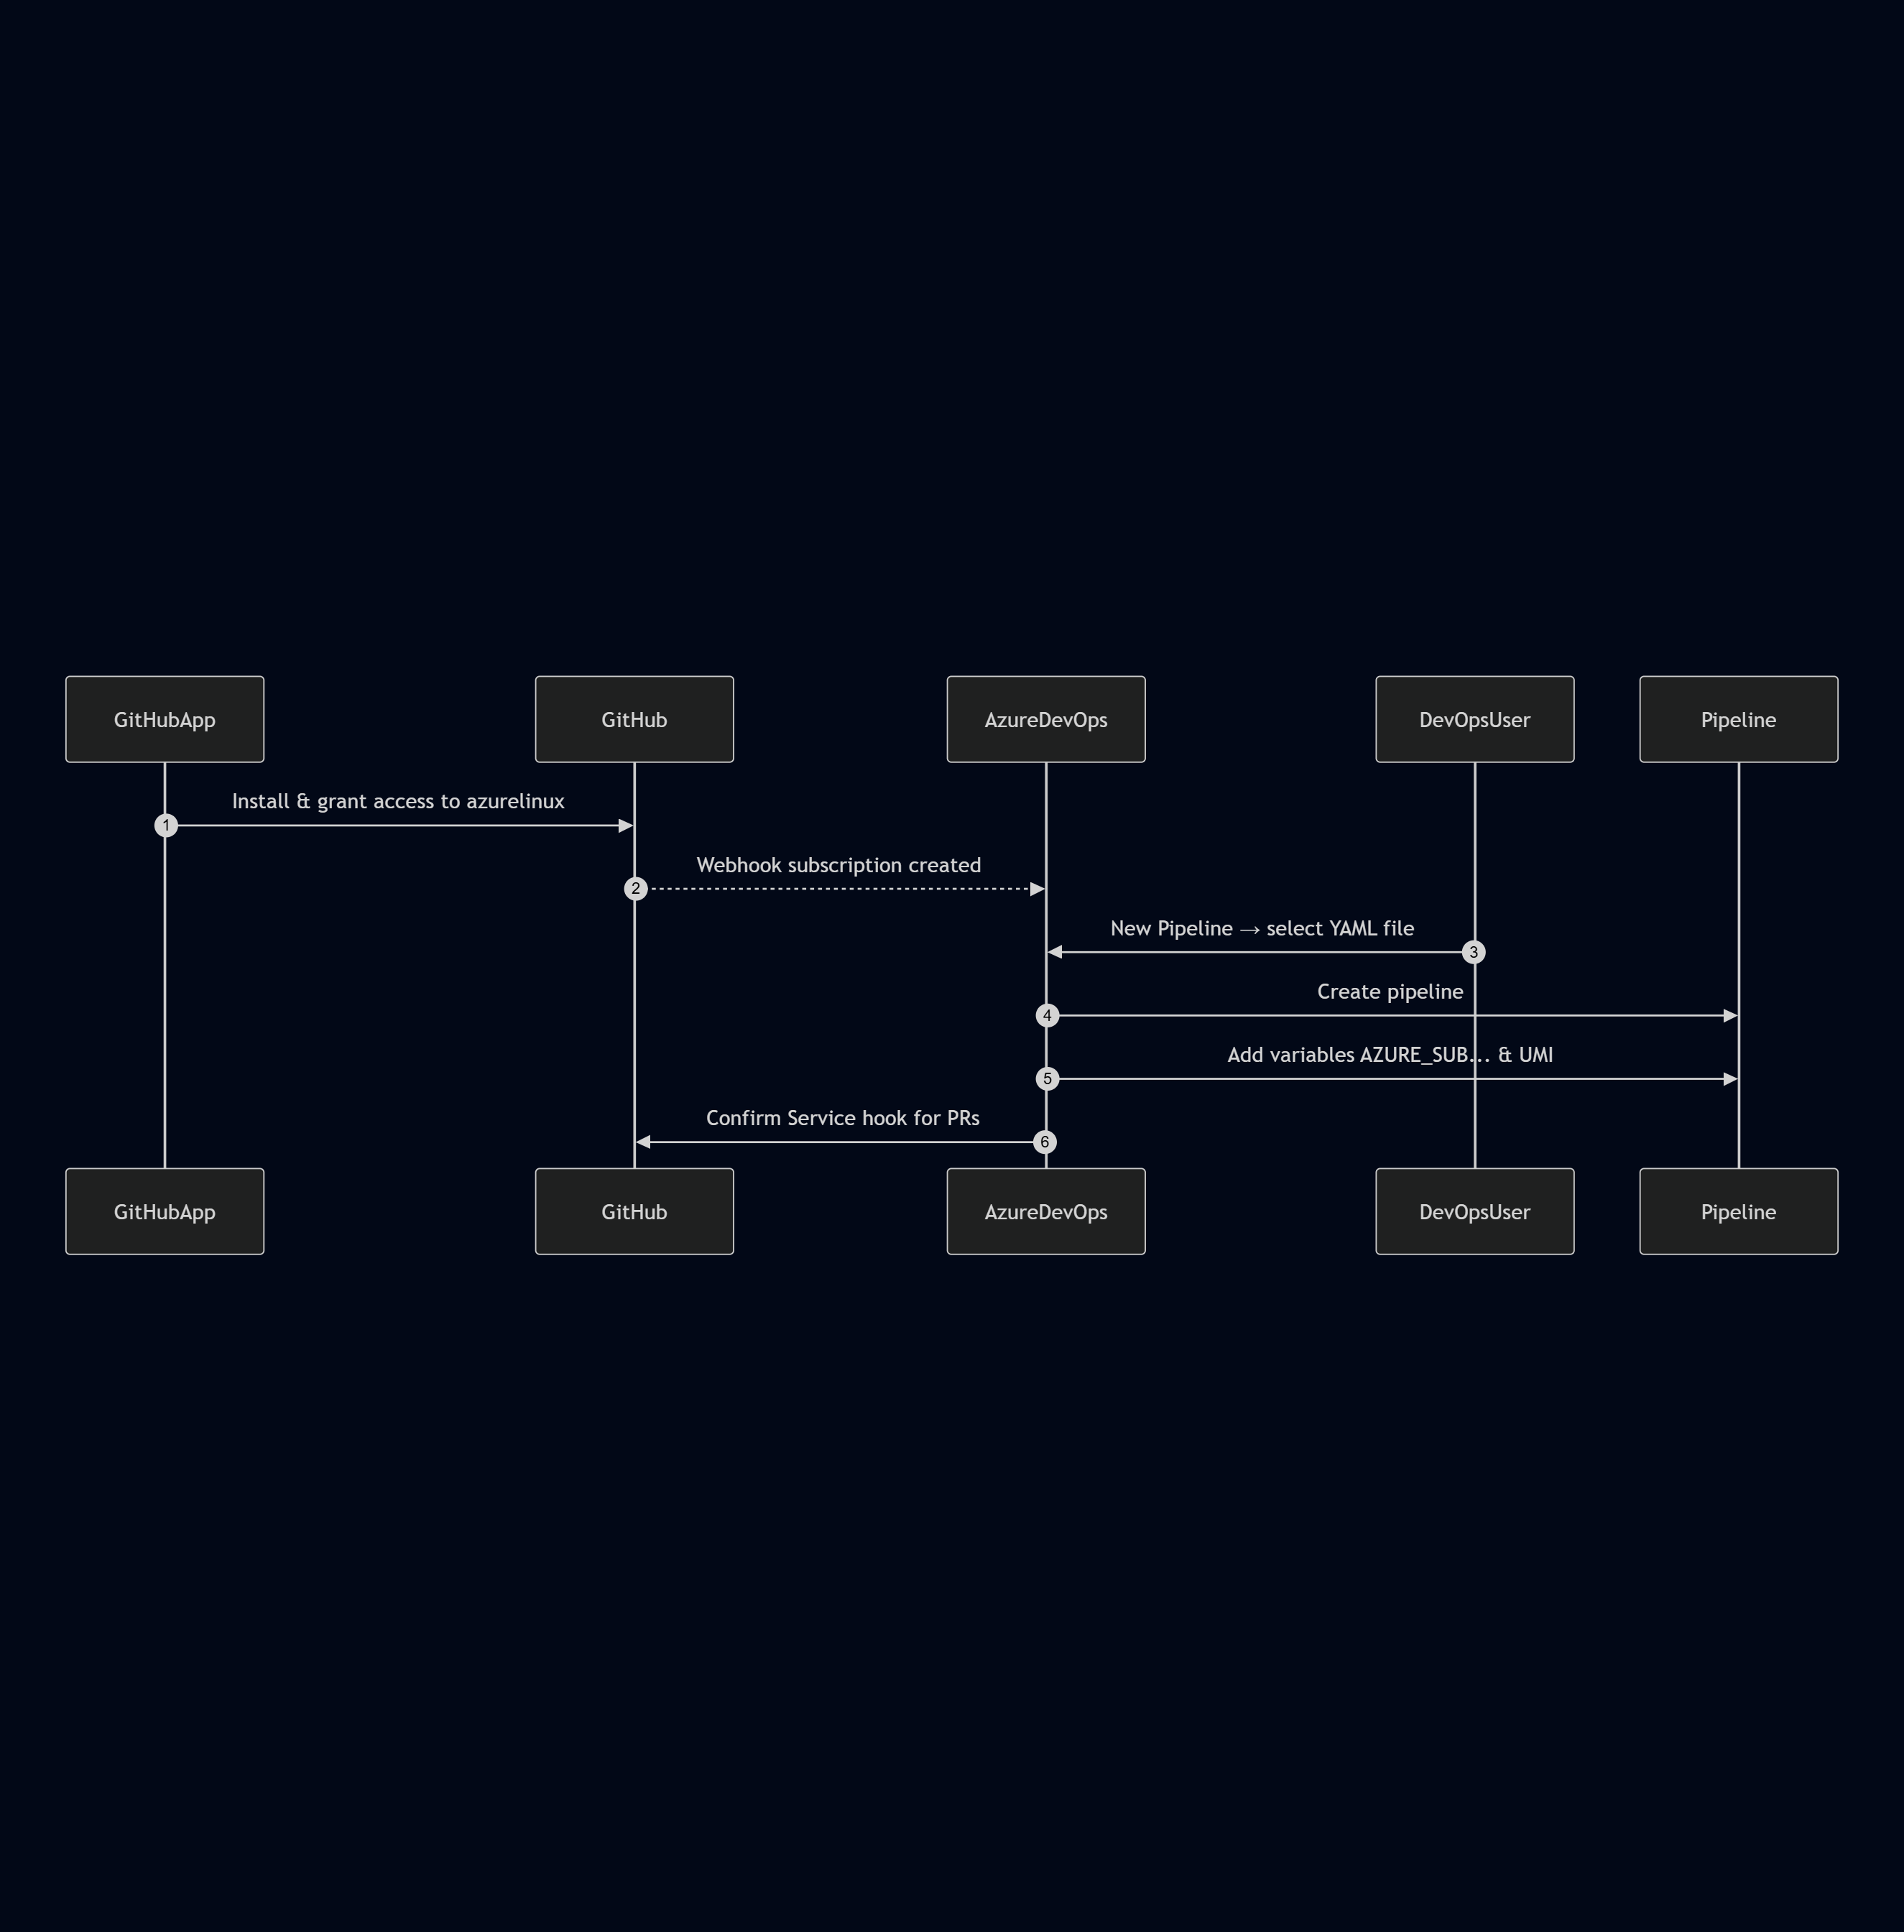 GitHubApp
GitHub
AzureDevOps
DevOpsUser
Pipeline
Install & grant access to azurelinux
1
Webhook subscription created
2
New Pipeline → select YAML file
3
Create pipeline
4
Add variables AZURE_SUB... & UMI
5
Confirm Service hook for PRs
6
GitHubApp
GitHub
AzureDevOps
DevOpsUser
Pipeline